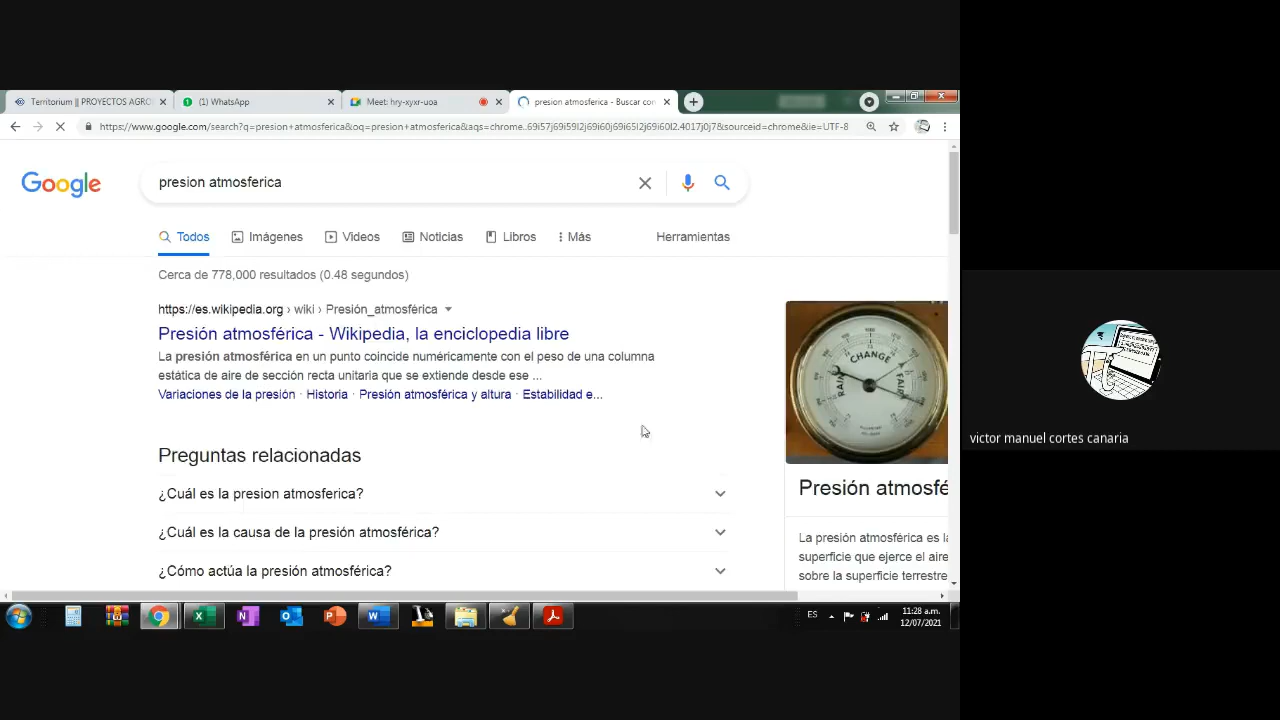 Territorium || PROYECTOS AGROI
(1) WhatsApp
Meet: hry-xyxr-uoa
presion atmosferica - Buscar con
https://www.google.com/search?q=presion+atmosferica&oq=presion+atmosferica&aqs=chrome..69i57j69i59l2j69i60j69i65l2j69i60l2.4017j0j7&sourceid=chrome&ie=UTF-8
Google
presion atmosferica
Todos
Imágenes
Videos
Noticias
Libros
Más
Herramientas
Cerca de 778,000 resultados (0.48 segundos)
https://es.wikipedia.org › wiki › Presión_atmosférica
Presión atmosférica - Wikipedia, la enciclopedia libre
La presión atmosférica en un punto coincide numéricamente con el peso de una columna
estática de aire de sección recta unitaria que se extiende desde ese ...
Variaciones de la presión · Historia · Presión atmosférica y altura · Estabilidad e...
Preguntas relacionadas
¿Cuál es la presion atmosferica?
¿Cuál es la causa de la presión atmosférica?
¿Cómo actúa la presión atmosférica?
RAIN
CHANGE
FAIR
Presión atmosfé
La presión atmosférica es la
superficie que ejerce el aire
sobre la superficie terrestre
ES
11:28 a.m.
12/07/2021
victor manuel cortes canaria